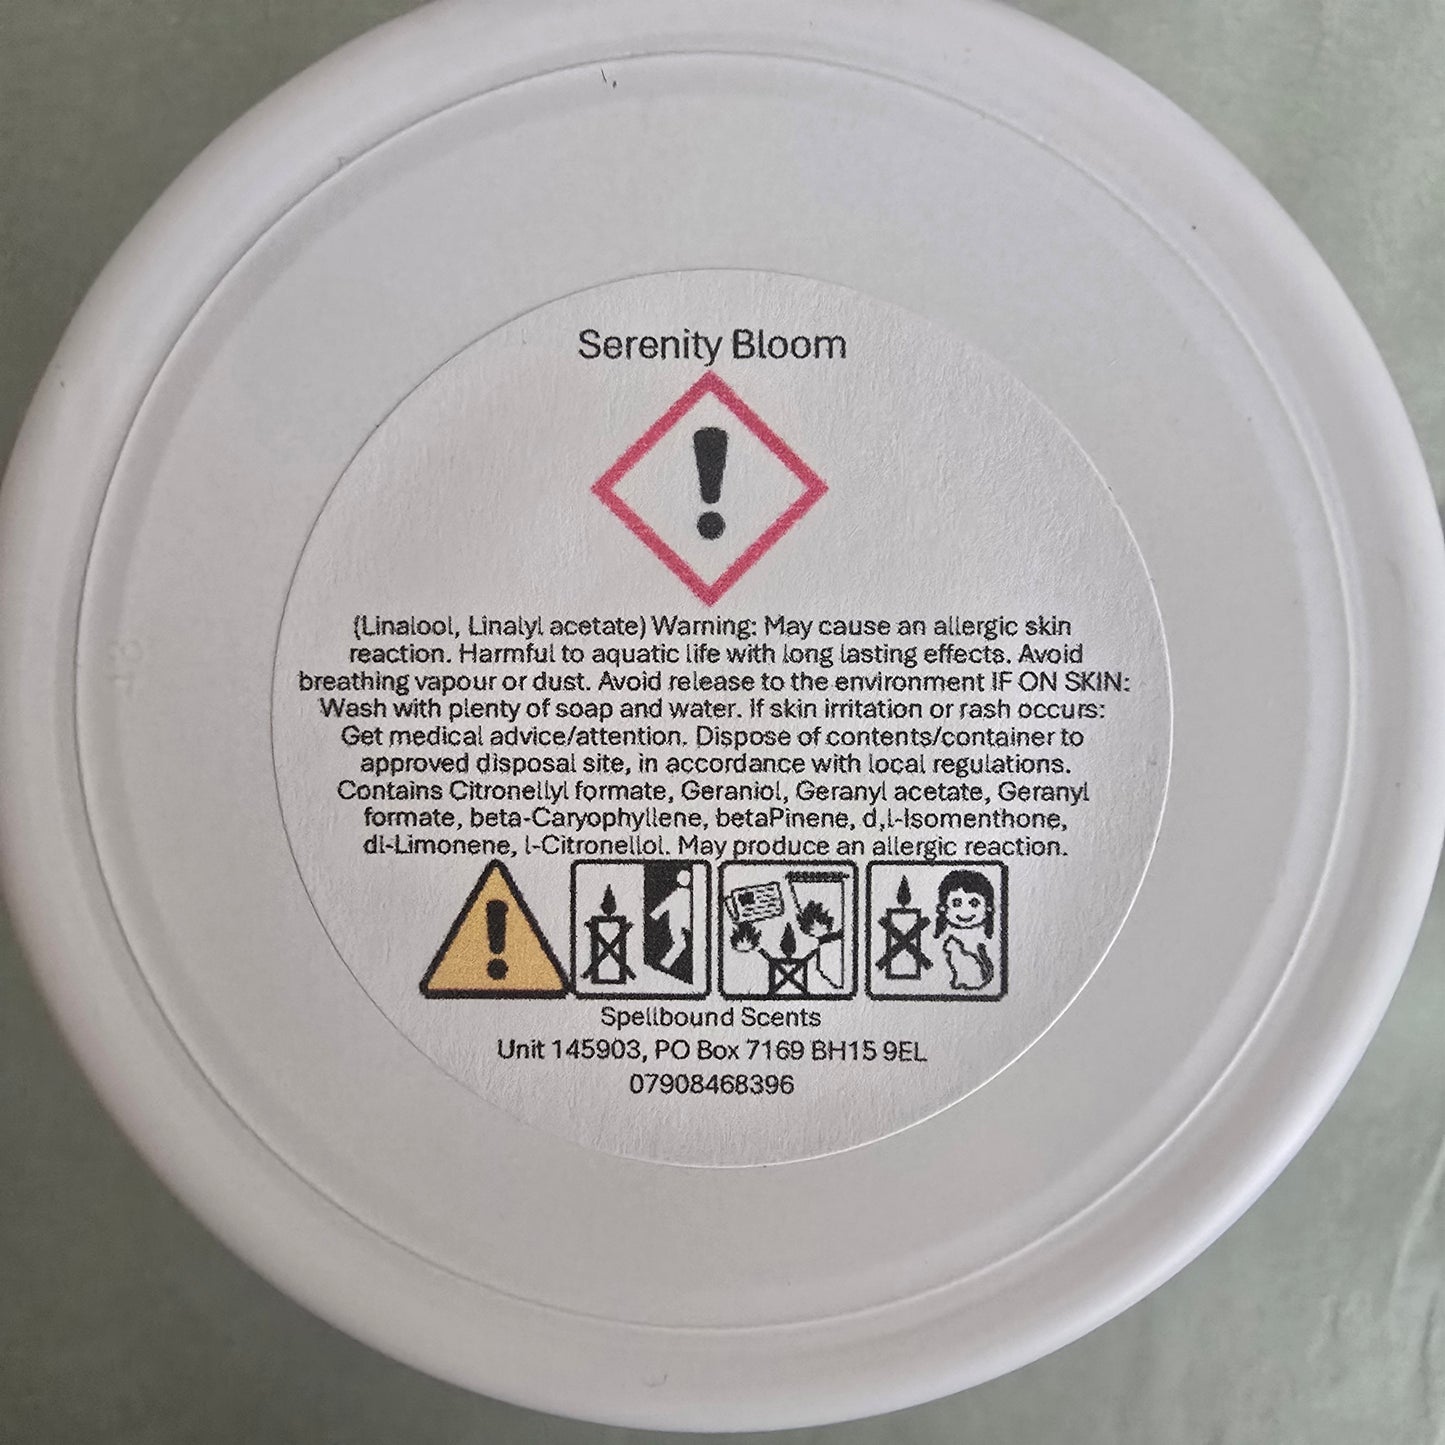 Serenity Bloom
(Linalool, Linalyl acetate) Warning: May cause an allergic skin
reaction. Harmful to aquatic life with long lasting effects. Avoid
breathing vapour or dust. Avoid release to the environment IF ON SKIN:
Wash with plenty of soap and water. If skin irritation or rash occurs:
Get medical advice/attention. Dispose of contents/container to
approved disposal site, in accordance with local regulations.
Contains Citronellyl formate, Geraniol, Geranyl acetate, Geranyl
formate, beta-Caryophyllene, betaPinene, d,l-Isomenthone,
dl-Limonene, l-Citronellol. May produce an allergic reaction.
Spellbound Scents
Unit 145903, PO Box 7169 BH15 9EL
07908468396